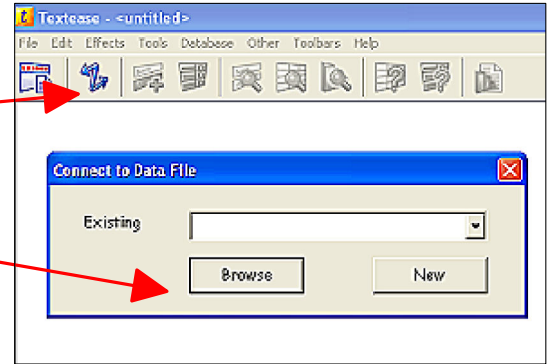 Textease - <untitled>
File Edit Effects Tools Database Other Toolbars Help
Connect to Data File
Existing
Browse New